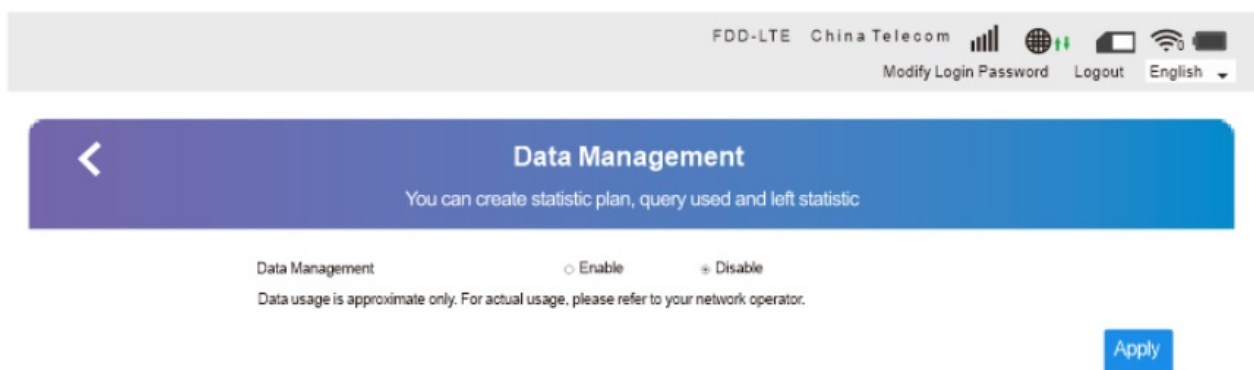 FDD-LTE China Telecom
0
Modify Login Password Logout English
Data Management
You can create statistic plan, query used and left statistic
Data Management Enable Disable
Data usage is approximate only. For actual usage, please refer to your network operator.
Apply